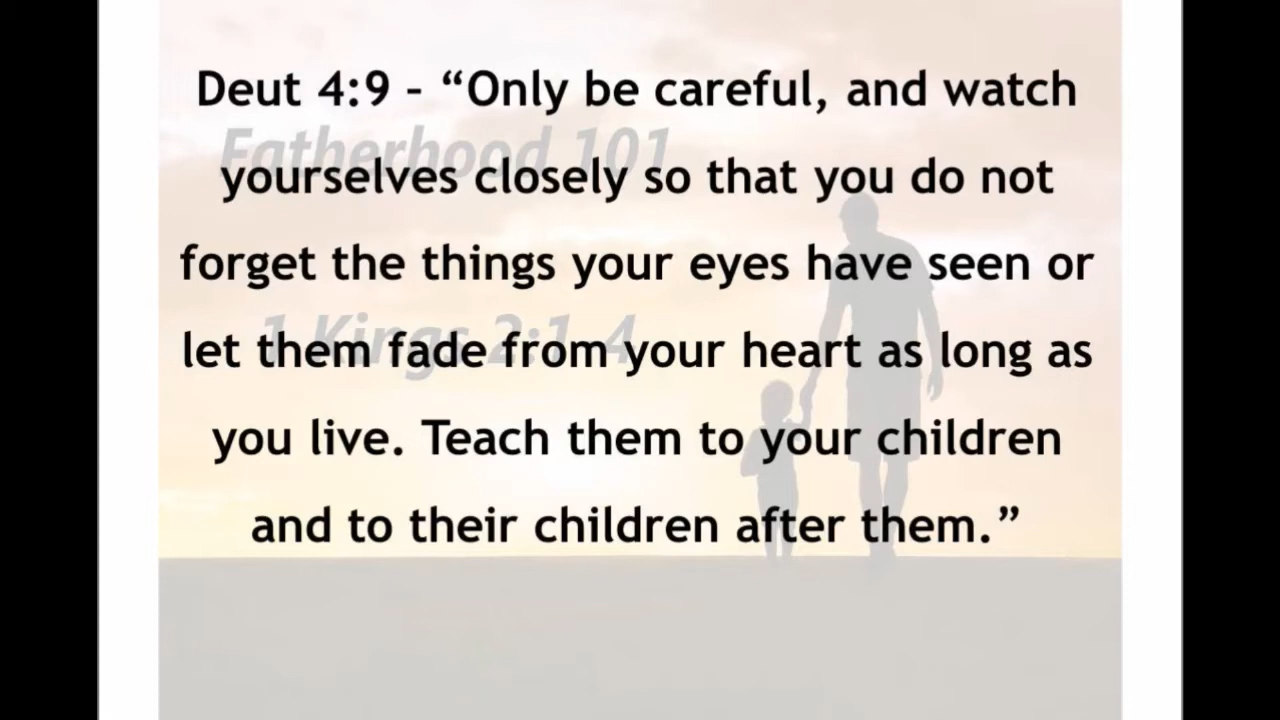 Deut 4:9 – “Only be careful, and watch
Fatherhood 101
yourselves closely so that you do not
forget the things your eyes have seen or
1 Kings 2:1-4
let them fade from your heart as long as
you live. Teach them to your children
and to their children after them.”